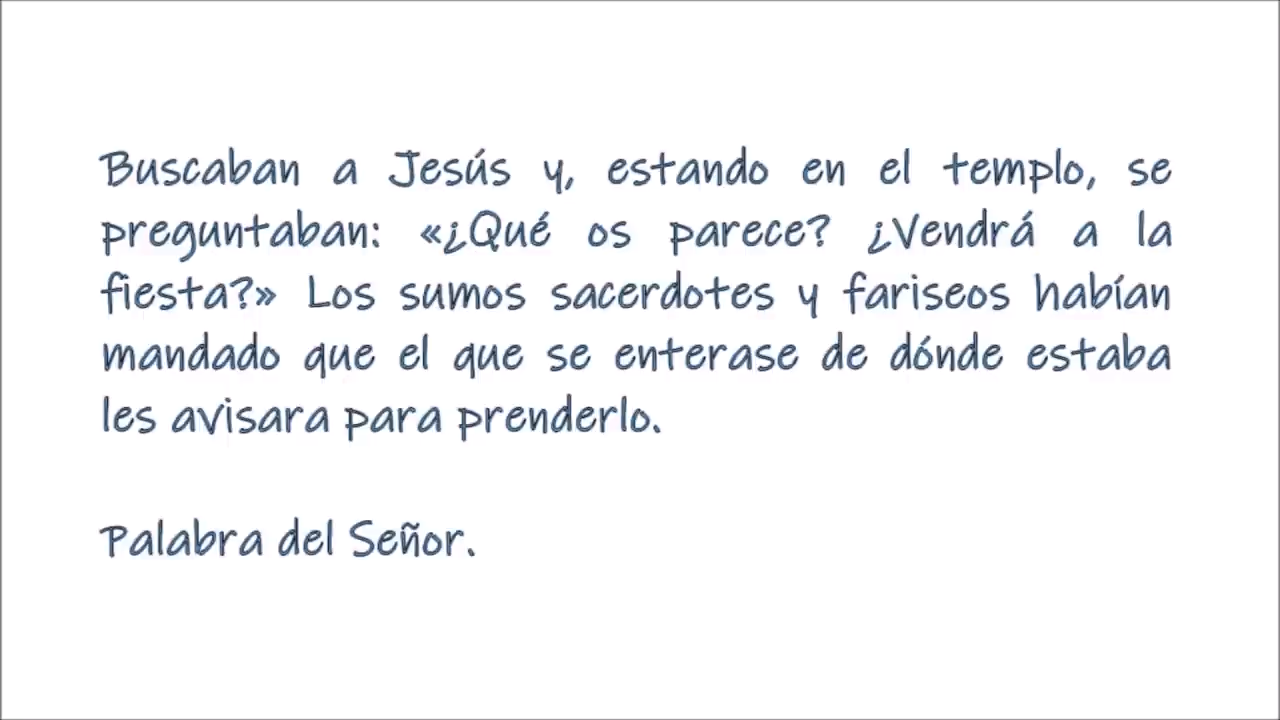 Buscaban a Jesús y, estando en el templo, se
preguntaban: «¿Qué os parece? ¿Vendrá a la
fiesta?» Los sumos sacerdotes y fariseos habían
mandado que el que se enterase de dónde estaba
les avisara para prenderlo.
Palabra del Señor.